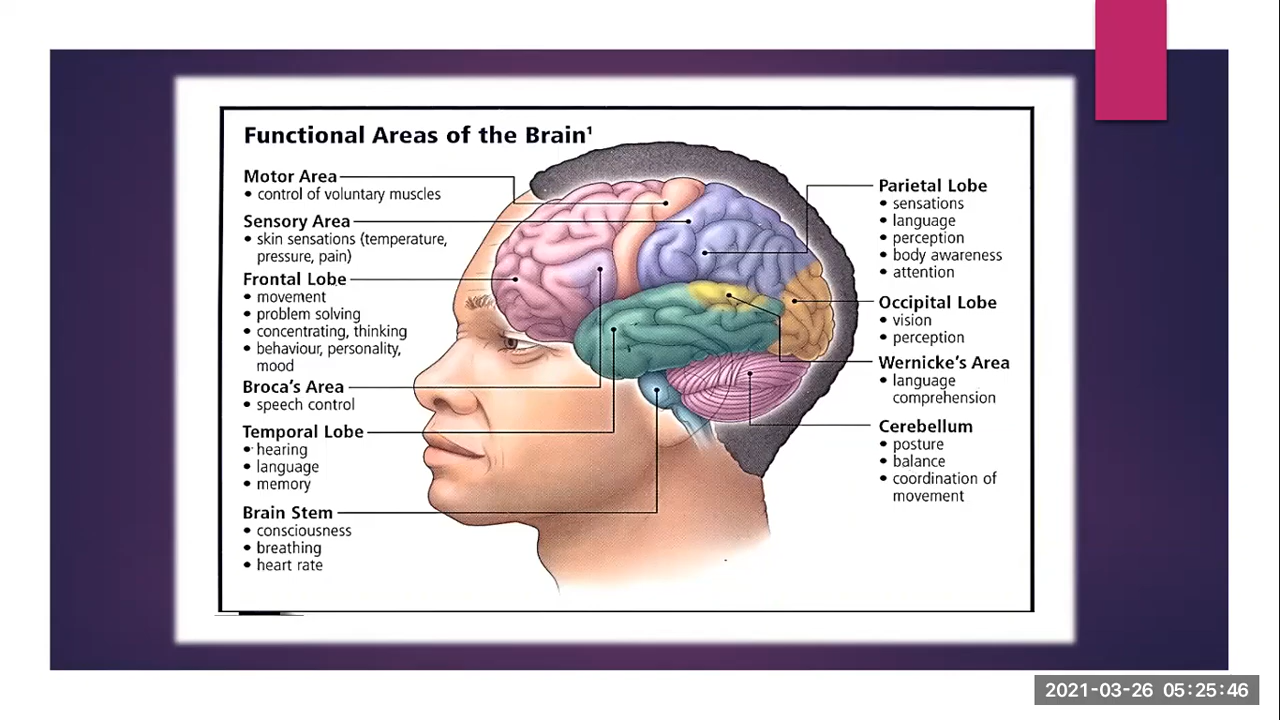 Functional Areas of the Brain¹
Motor Area
• control of voluntary muscles
Sensory Area
• skin sensations (temperature,
pressure, pain)
Frontal Lobe
• movement
• problem solving
• concentrating, thinking
• behaviour, personality,
mood
Broca's Area
• speech control
Temporal Lobe
• hearing
• language
• memory
Brain Stem
• consciousness
• breathing
• heart rate
Parietal Lobe
• sensations
• language
• perception
• body awareness
• attention
Occipital Lobe
• vision
• perception
Wernicke's Area
• language
comprehension
Cerebellum
• posture
• balance
• coordination of
movement
2021-03-26 05:25:46